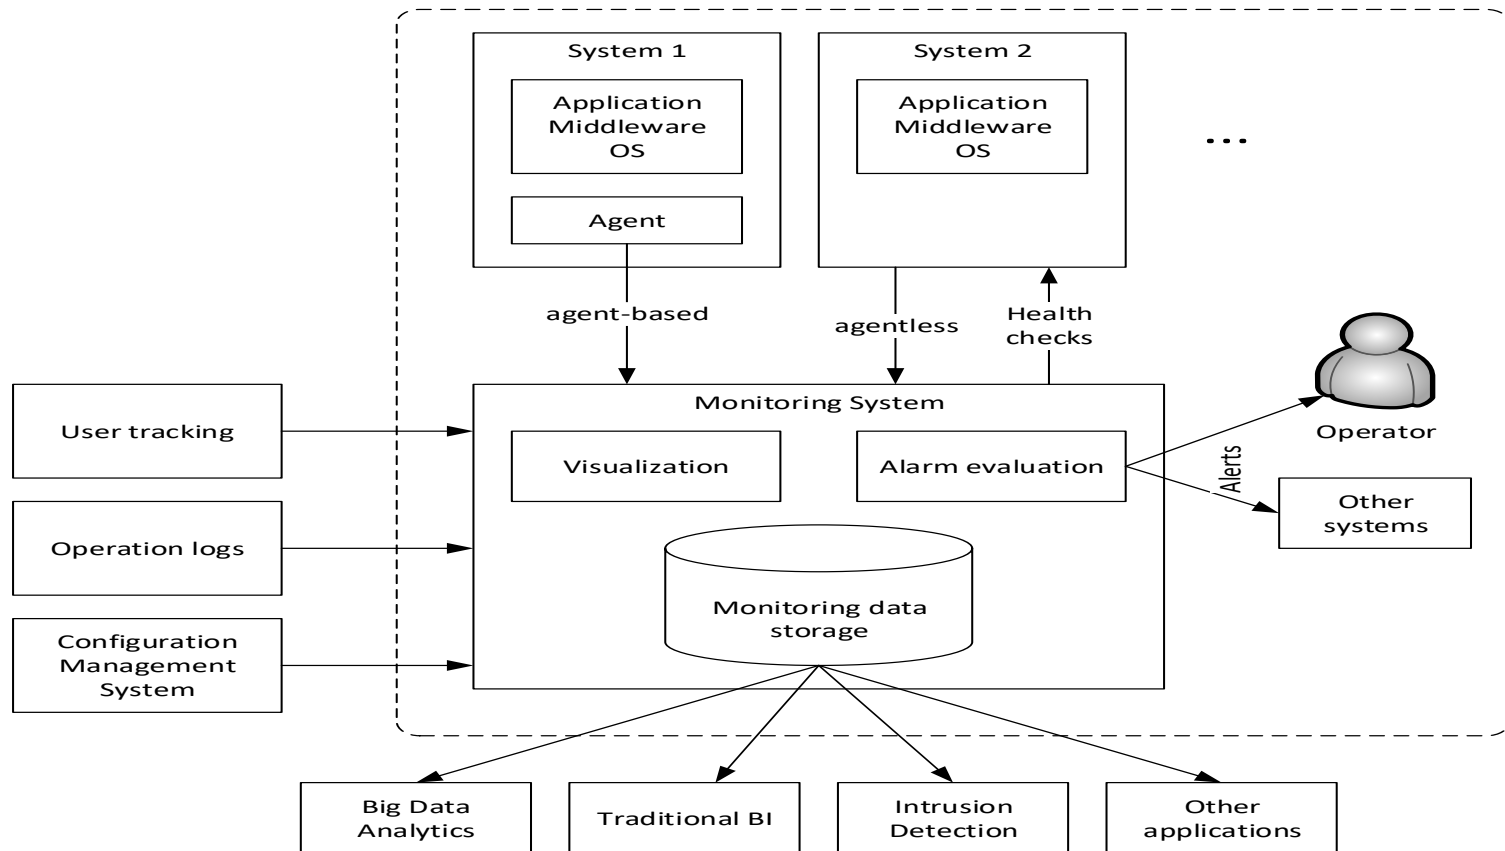 System 1
Application
Middleware
OS
Agent
System 2
Application
Middleware
OS
...
agent-based
agentless
Health
checks
User tracking
Operation logs
Configuration
Management
System
Monitoring System
Visualization
Alarm evaluation
Monitoring data
storage
Alerts
Operator
Other
systems
Big Data
Analytics
Traditional BI
Intrusion
Detection
Other
applications